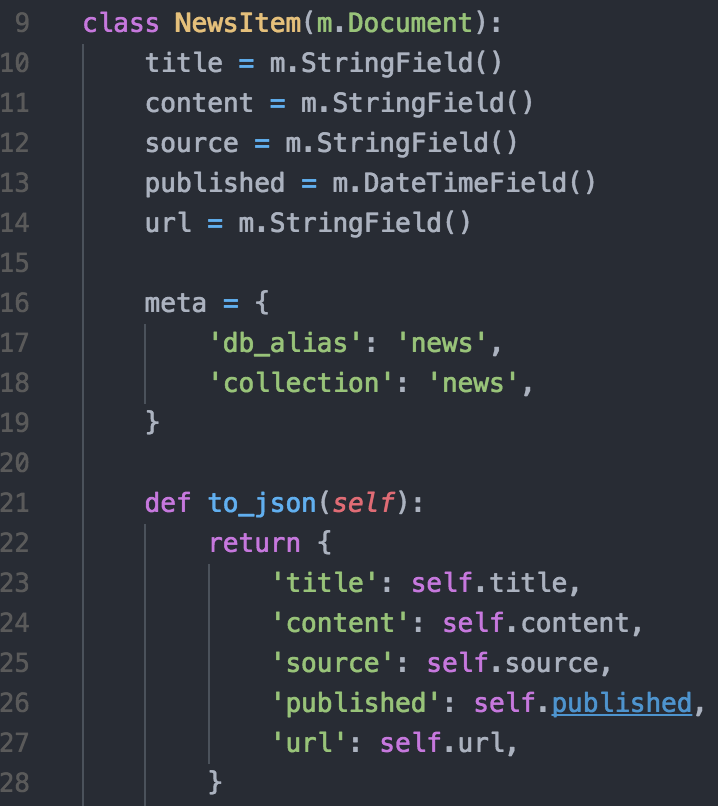 9 class NewsItem(m.Document):
10 title = m.StringField()
11 content = m.StringField()
12 source = m.StringField()
13 published = m.DateTimeField()
14 url = m.StringField()
15
16 meta = {
17 'db_alias': 'news',
18 'collection': 'news',
19 }
20
21 def to_json(self):
22 return {
23 'title': self.title,
24 'content': self.content,
25 'source': self.source,
26 'published': self.published,
27 'url': self.url,
28 }